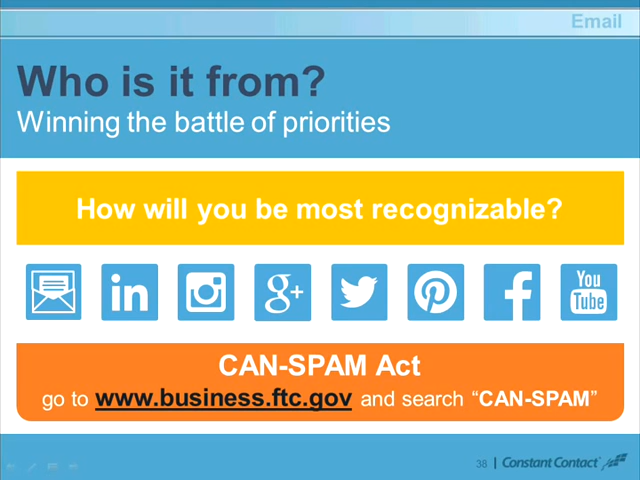 Email
Who is it from?
Winning the battle of priorities
How will you be most recognizable?
in
g+
f
You
Tube
CAN-SPAM Act
go to www.business.ftc.gov and search “CAN-SPAM”
38 | Constant Contact